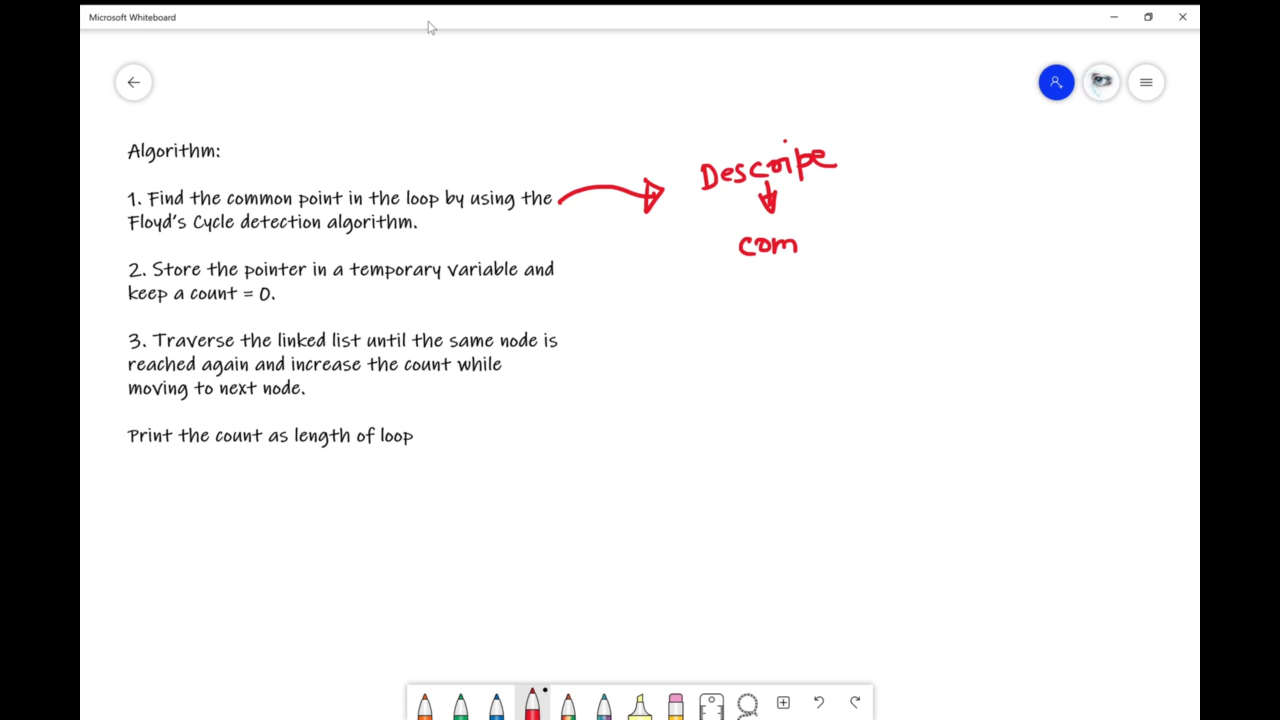 Microsoft Whiteboard
Algorithm:
1. Find the common point in the loop by using the
Floyd's Cycle detection algorithm.
2. Store the pointer in a temporary variable and
keep a count = 0.
3. Traverse the linked list until the same node is
reached again and increase the count while
moving to next node.
Print the count as length of loop
Descripe
com